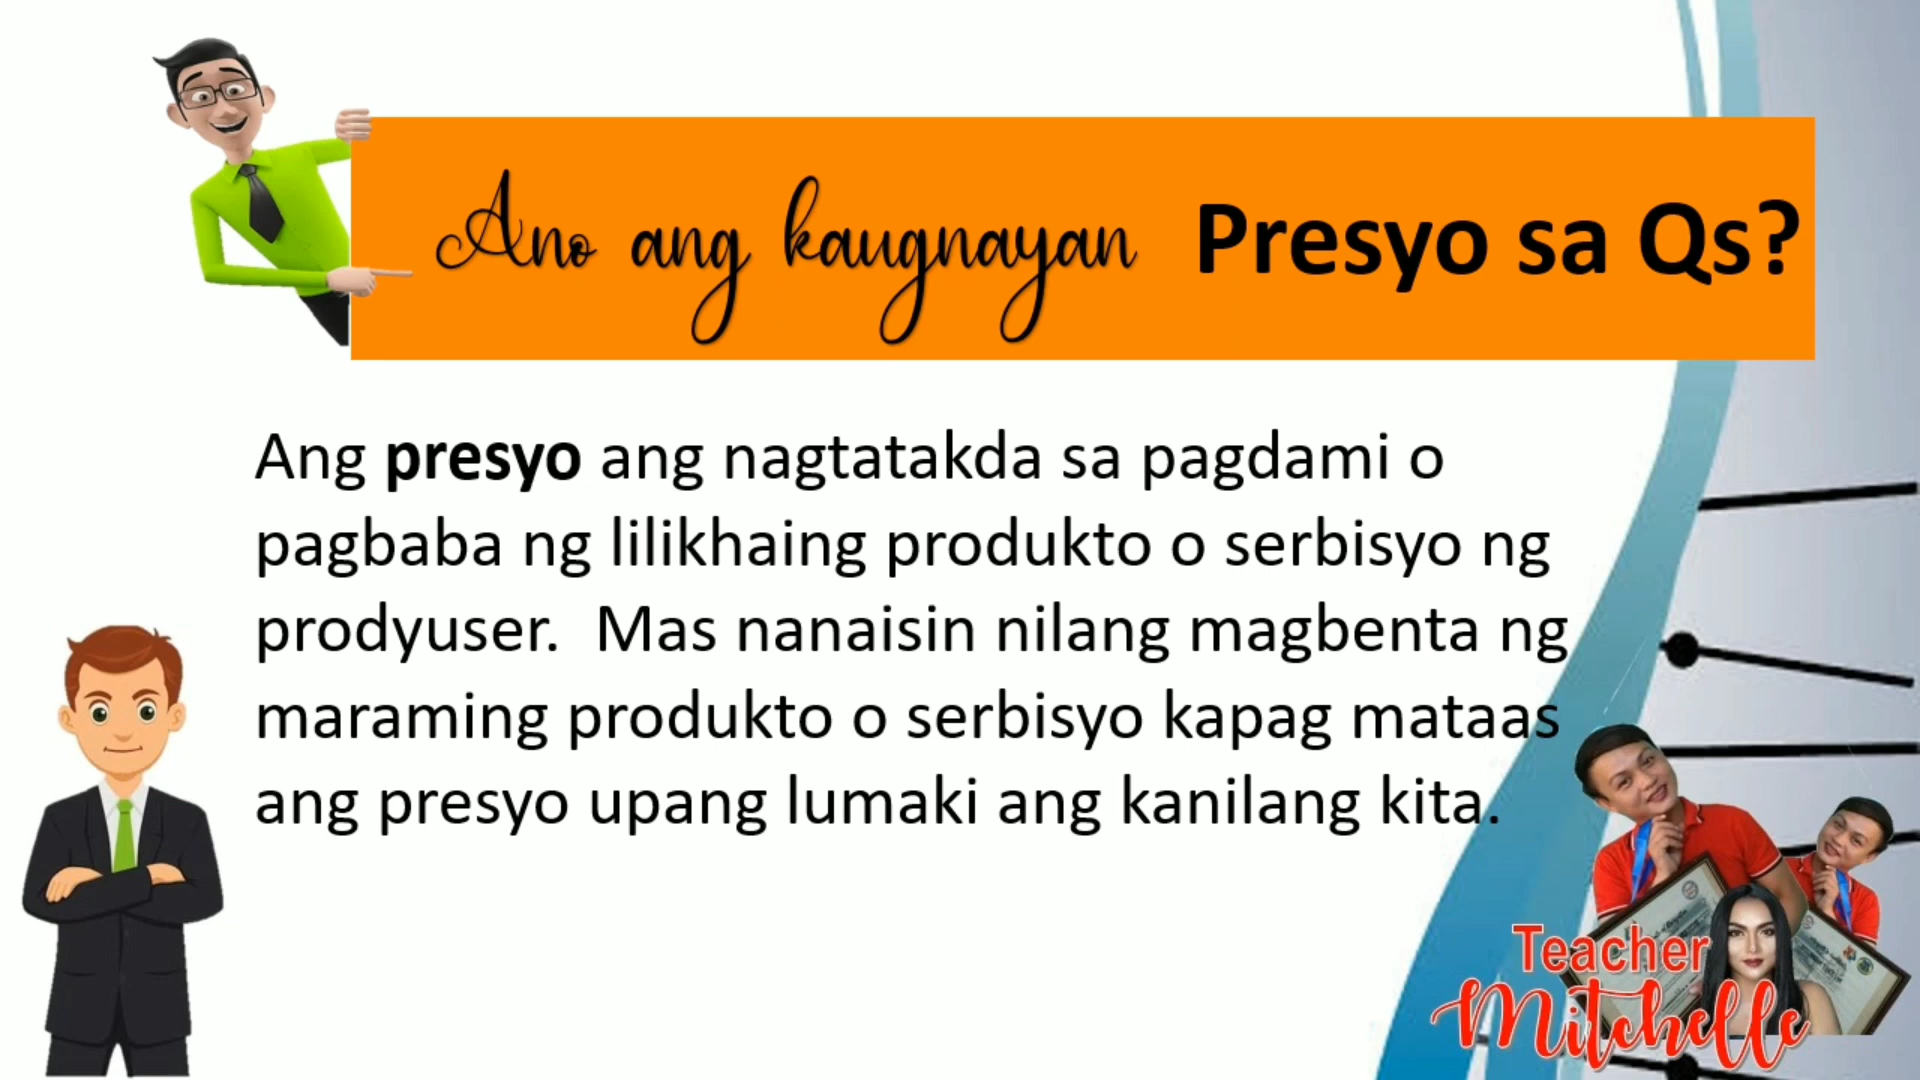 Ano ang kaugnayan Presyo sa Qs?
Ang presyo ang nagtatakda sa pagdami o
pagbaba ng lilikhaing produkto o serbisyo ng
prodyuser. Mas nanaisin nilang magbenta ng
maraming produkto o serbisyo kapag mataas
ang presyo upang lumaki ang kanilang kita.
Teacher
Mitchelle